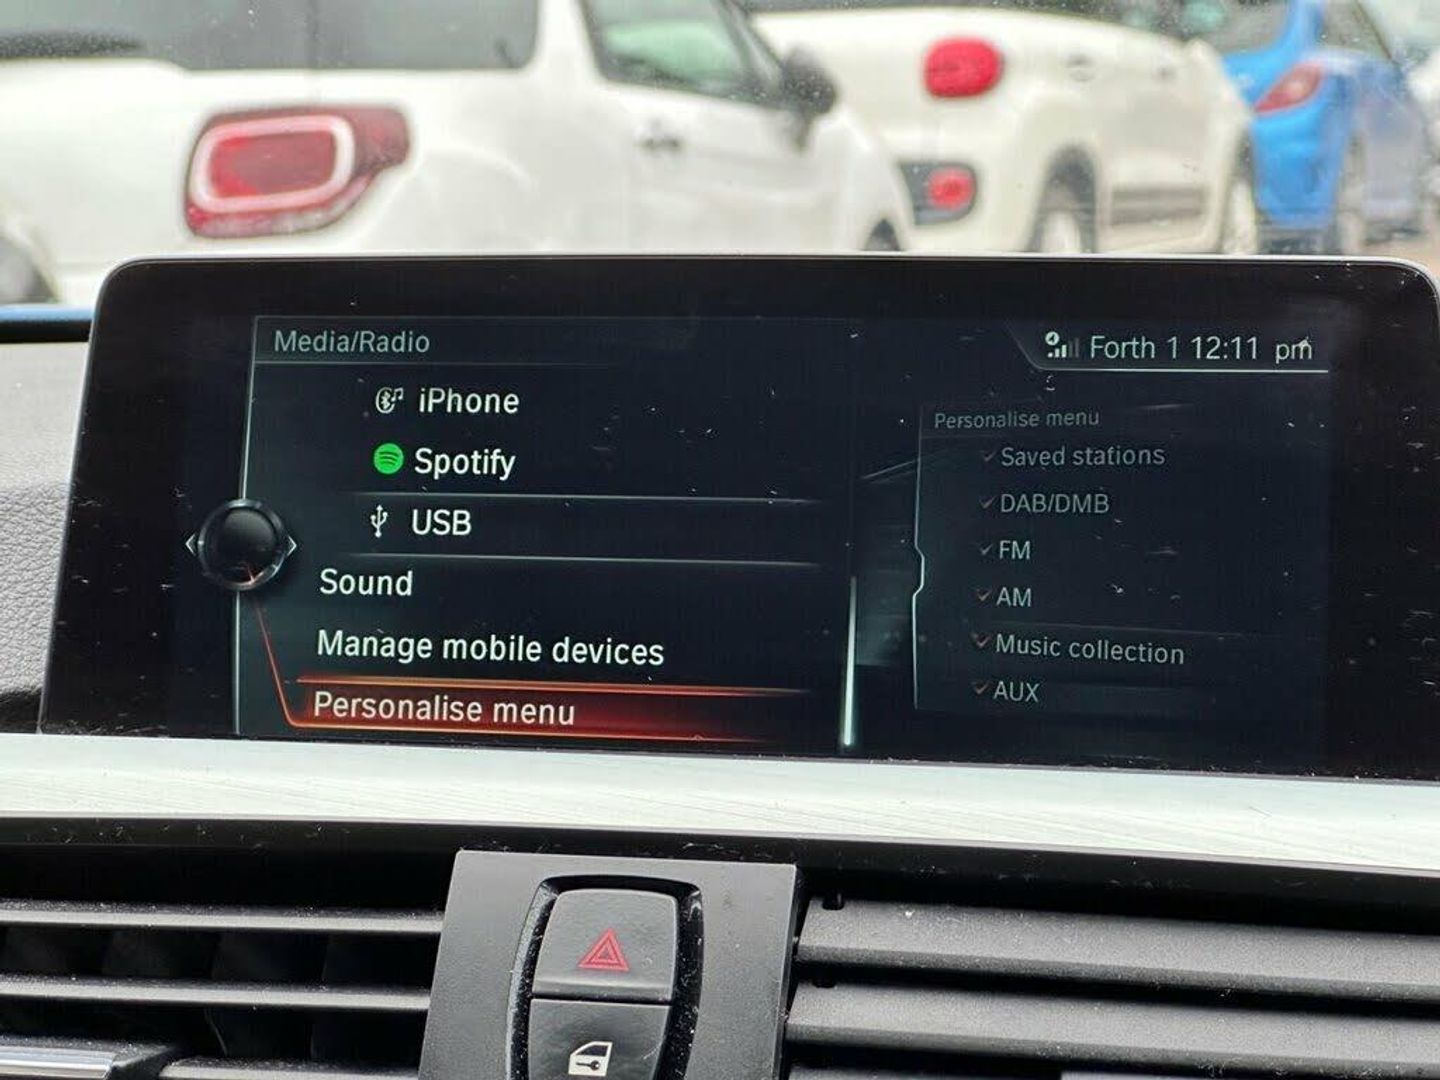 Media/Radio
Forth 1 12:11 pm
iPhone
Spotify
USB
Sound
Manage mobile devices
Personalise menu
Personalise menu
Saved stations
DAB/DMB
FM
AM
Music collection
AUX